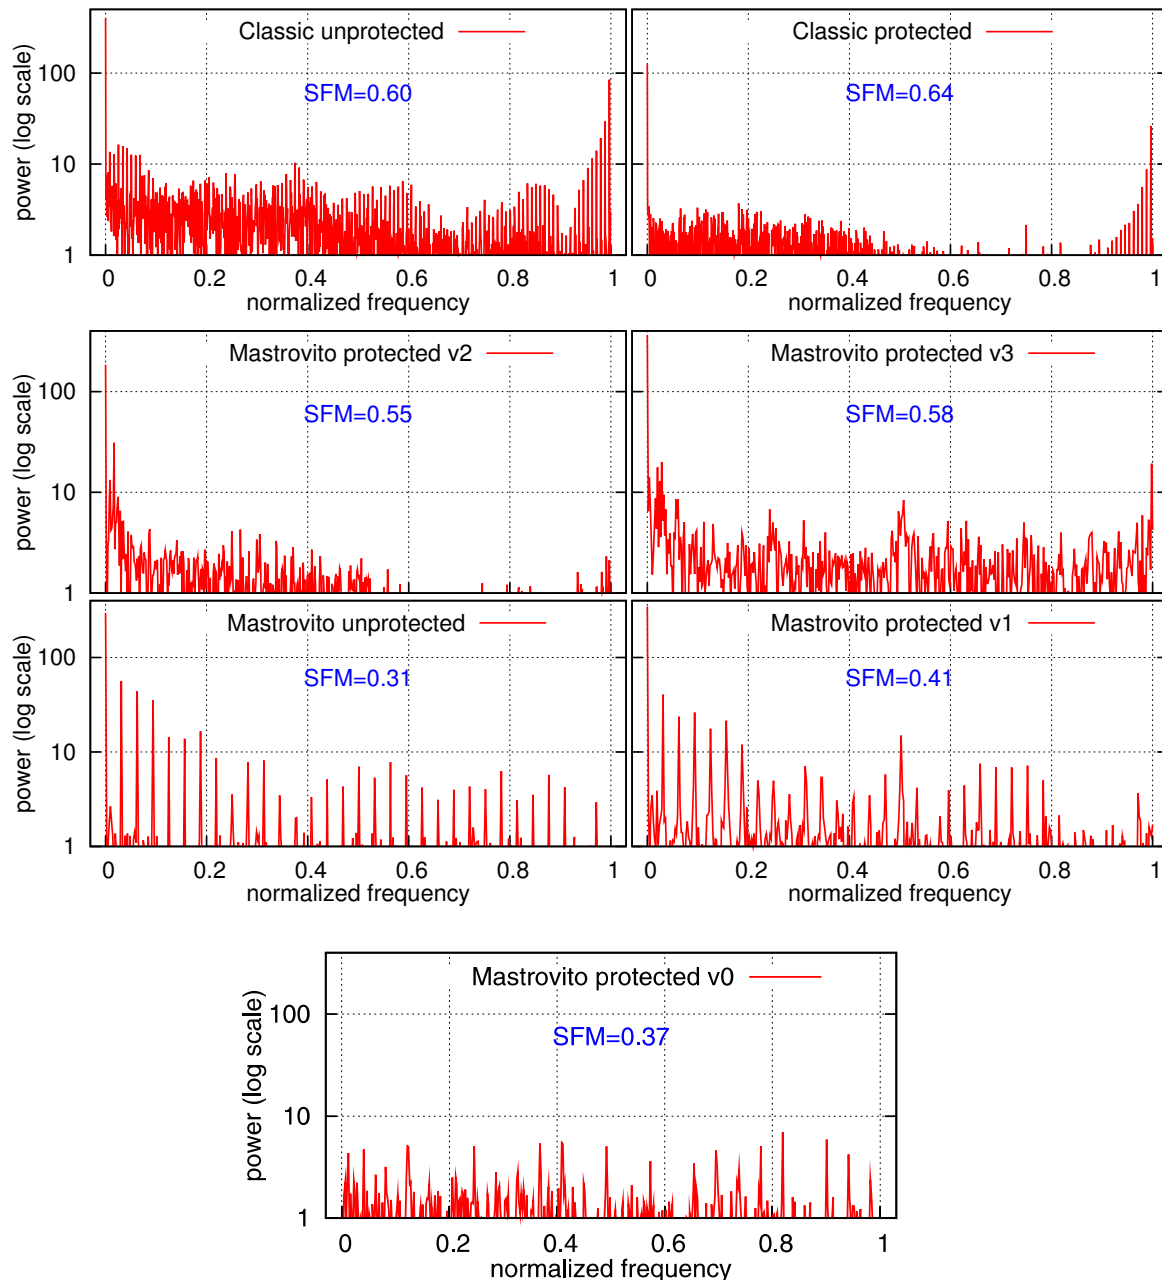 Classic unprotected
SFM=0.60
power (log scale)
100
10
1
0 0.2 0.4 0.6 0.8 1
normalized frequency
Classic protected
SFM=0.64
0 0.2 0.4 0.6 0.8 1
normalized frequency
Mastrovito protected v2
SFM=0.55
power (log scale)
100
10
1
Mastrovito protected v3
SFM=0.58
Mastrovito unprotected
SFM=0.31
power (log scale)
100
10
1
0 0.2 0.4 0.6 0.8 1
normalized frequency
Mastrovito protected v1
SFM=0.41
0 0.2 0.4 0.6 0.8 1
normalized frequency
Mastrovito protected v0
SFM=0.37
power (log scale)
100
10
1
0 0.2 0.4 0.6 0.8 1
normalized frequency